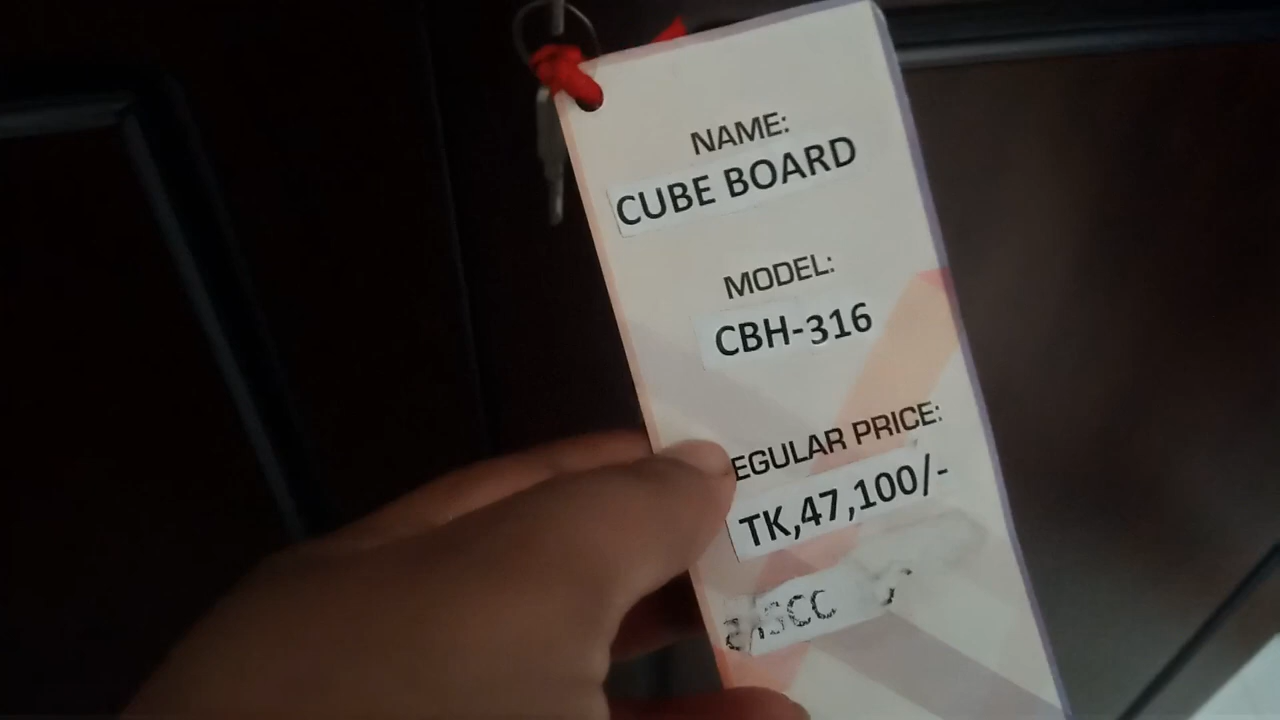 NAME:
CUBE BOARD
MODEL:
CBH-316
EGULAR PRICE:
TK,47,100/-